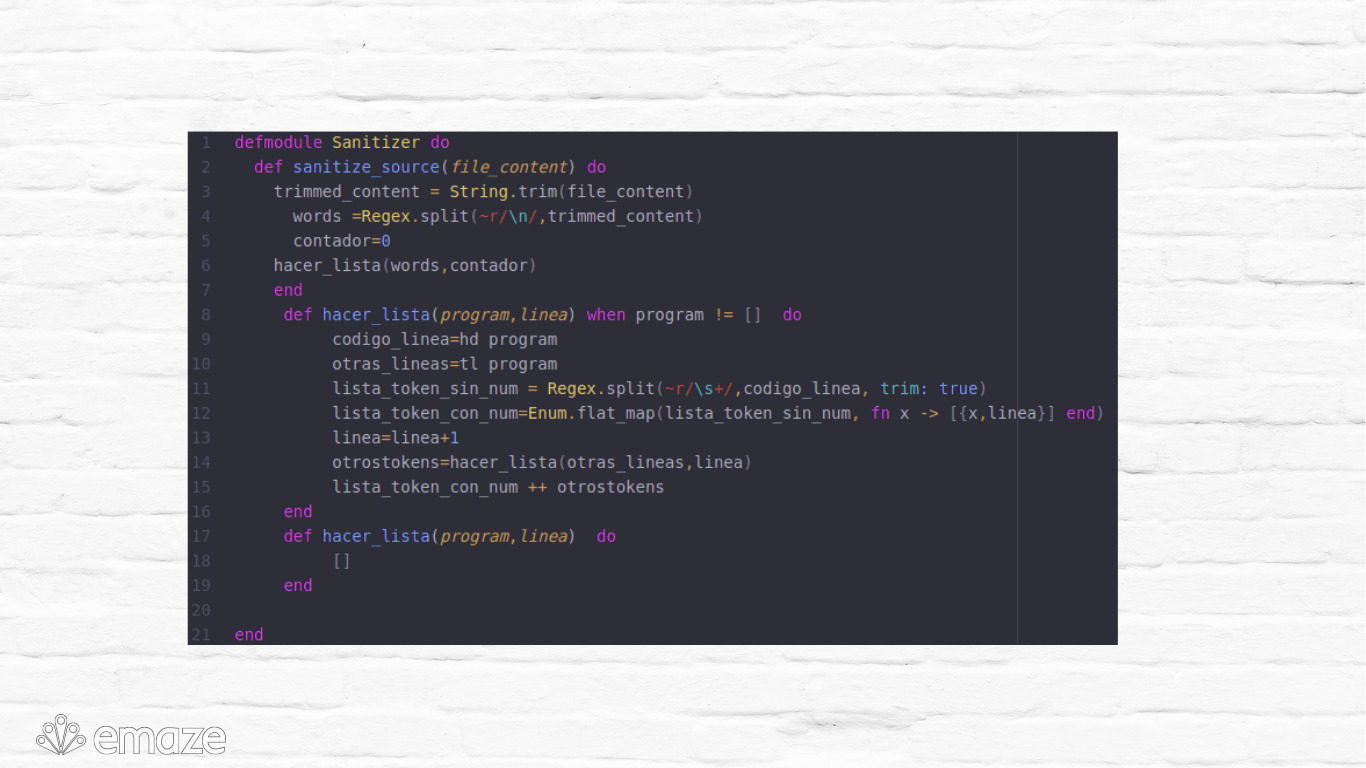 1 defmodule Sanitizer do
2 def sanitize_source(file_content) do
3 trimmed_content = String.trim(file_content)
4 words =Regex.split(~r/\n/,trimmed_content)
5 contador=0
6 hacer_lista(words,contador)
7 end
8 def hacer_lista(program,linea) when program != []  do
9 codigo_linea=hd program
10 otras_lineas=tl program
11 lista_token_sin_num = Regex.split(~r/\s+/,codigo_linea, trim: true)
12 lista_token_con_num=Enum.flat_map(lista_token_sin_num, fn x -> [{x,linea}] end)
13 linea=linea+1
14 otrostokens=hacer_lista(otras_lineas,linea)
15 lista_token_con_num ++ otrostokens
16 end
17 def hacer_lista(program,linea)  do
18 []
19 end
20
21 end
emaze